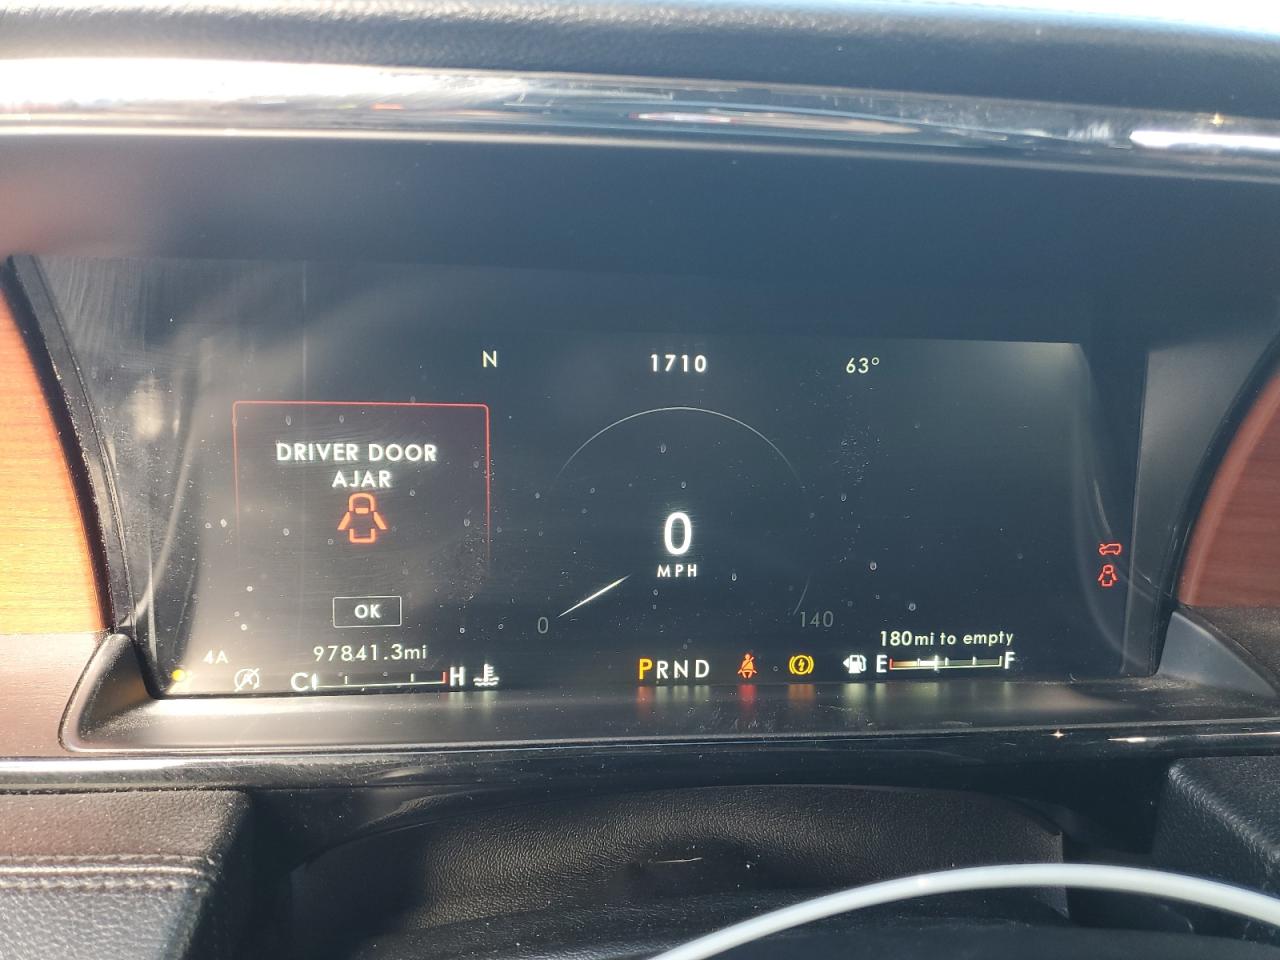 N 1710 63°
DRIVER DOOR
AJAR
0
MPH
OK
0 140
180mi to empty
4A 97841.3mi
C H PRND E F